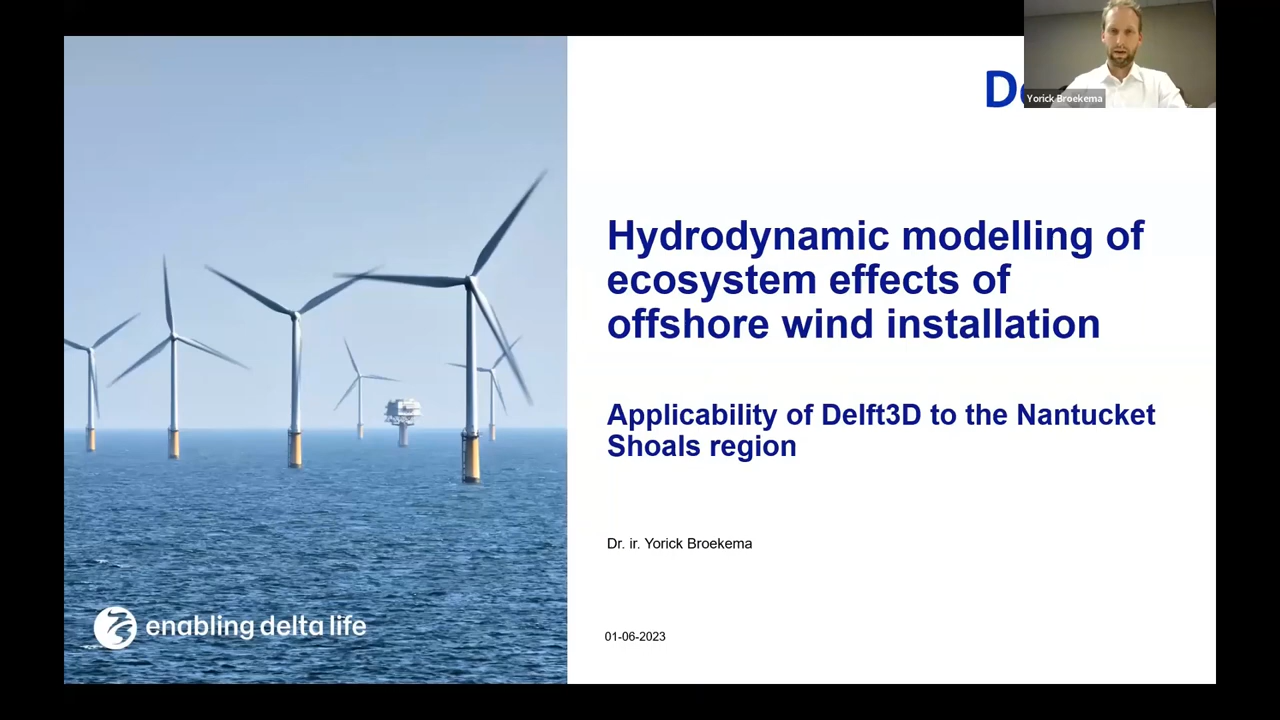 Yorick Broekema
Hydrodynamic modelling of
ecosystem effects of
offshore wind installation
Applicability of Delft3D to the Nantucket
Shoals region
Dr. ir. Yorick Broekema
enabling delta life
01-06-2023